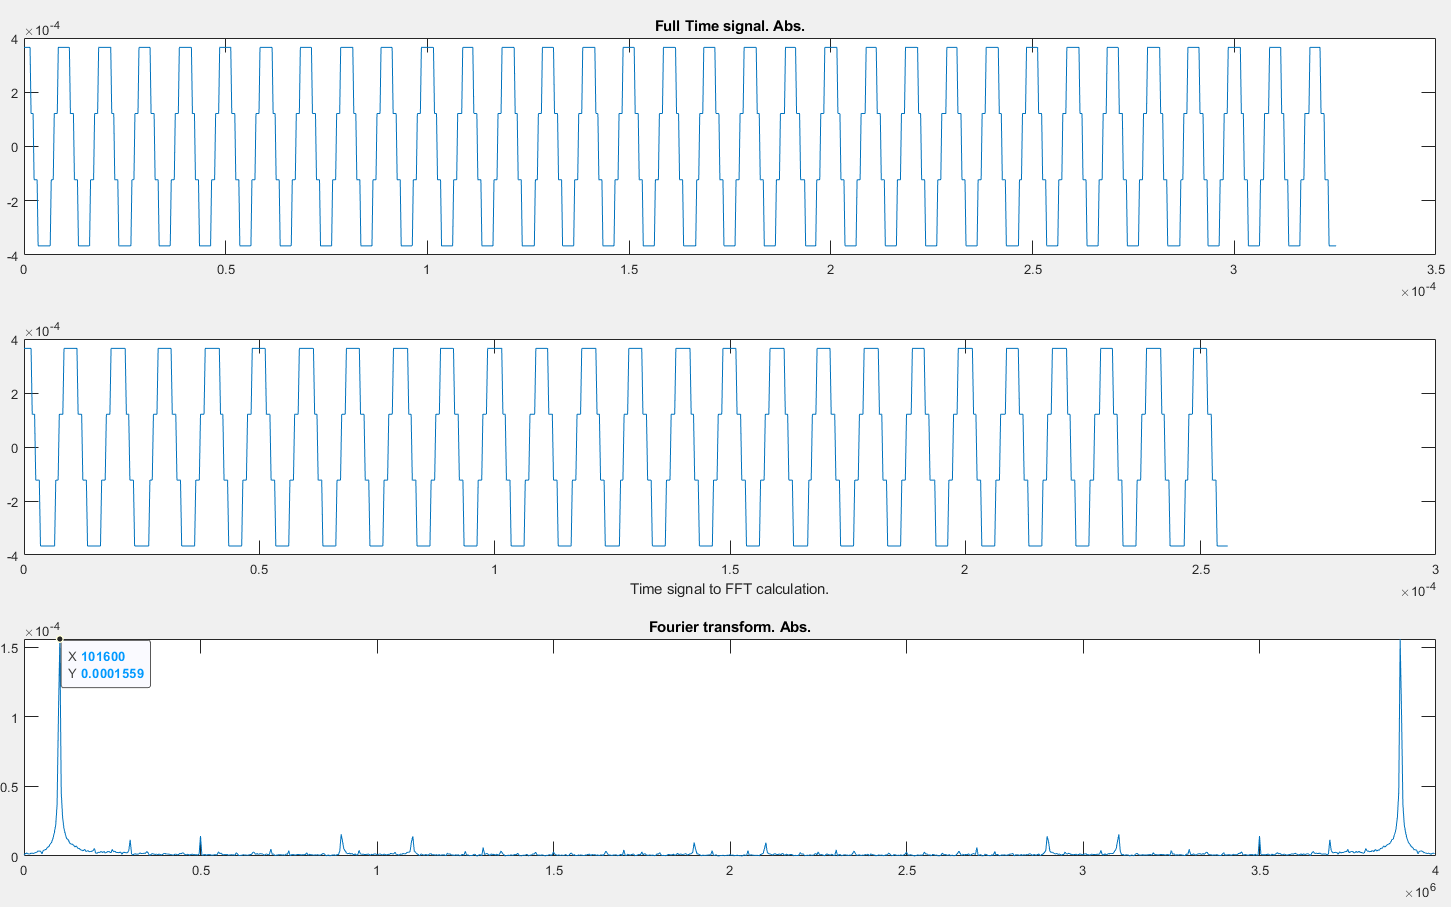 Full Time signal. Abs.
×10-4
4
2
0
-2
-4
0 0.5 1 1.5 2 2.5 3 3.5
×10-4
×10-4
4
2
0
-2
-4
0 0.5 1 1.5 2 2.5 3
Time signal to FFT calculation.
×10-4
Fourier transform. Abs.
×10-4
1.5
X 101600
Y 0.0001559
1
0.5
0
0 0.5 1 1.5 2 2.5 3 3.5 4
×106